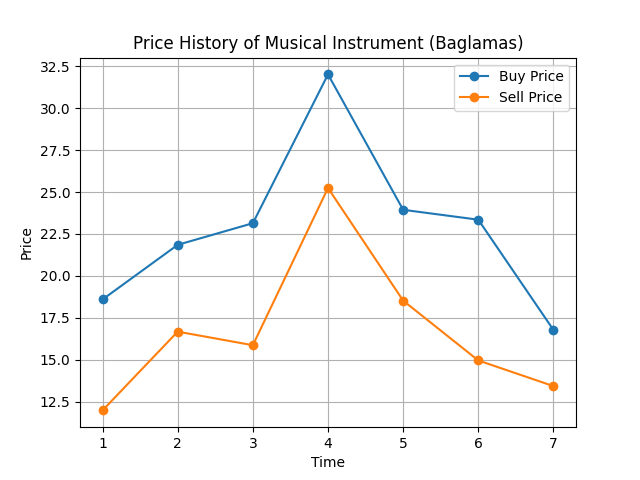 Price History of Musical Instrument (Baglamas)
32.5
30.0
27.5
25.0
22.5
20.0
17.5
15.0
12.5
Price
Buy Price
Sell Price
1 2 3 4 5 6 7
Time